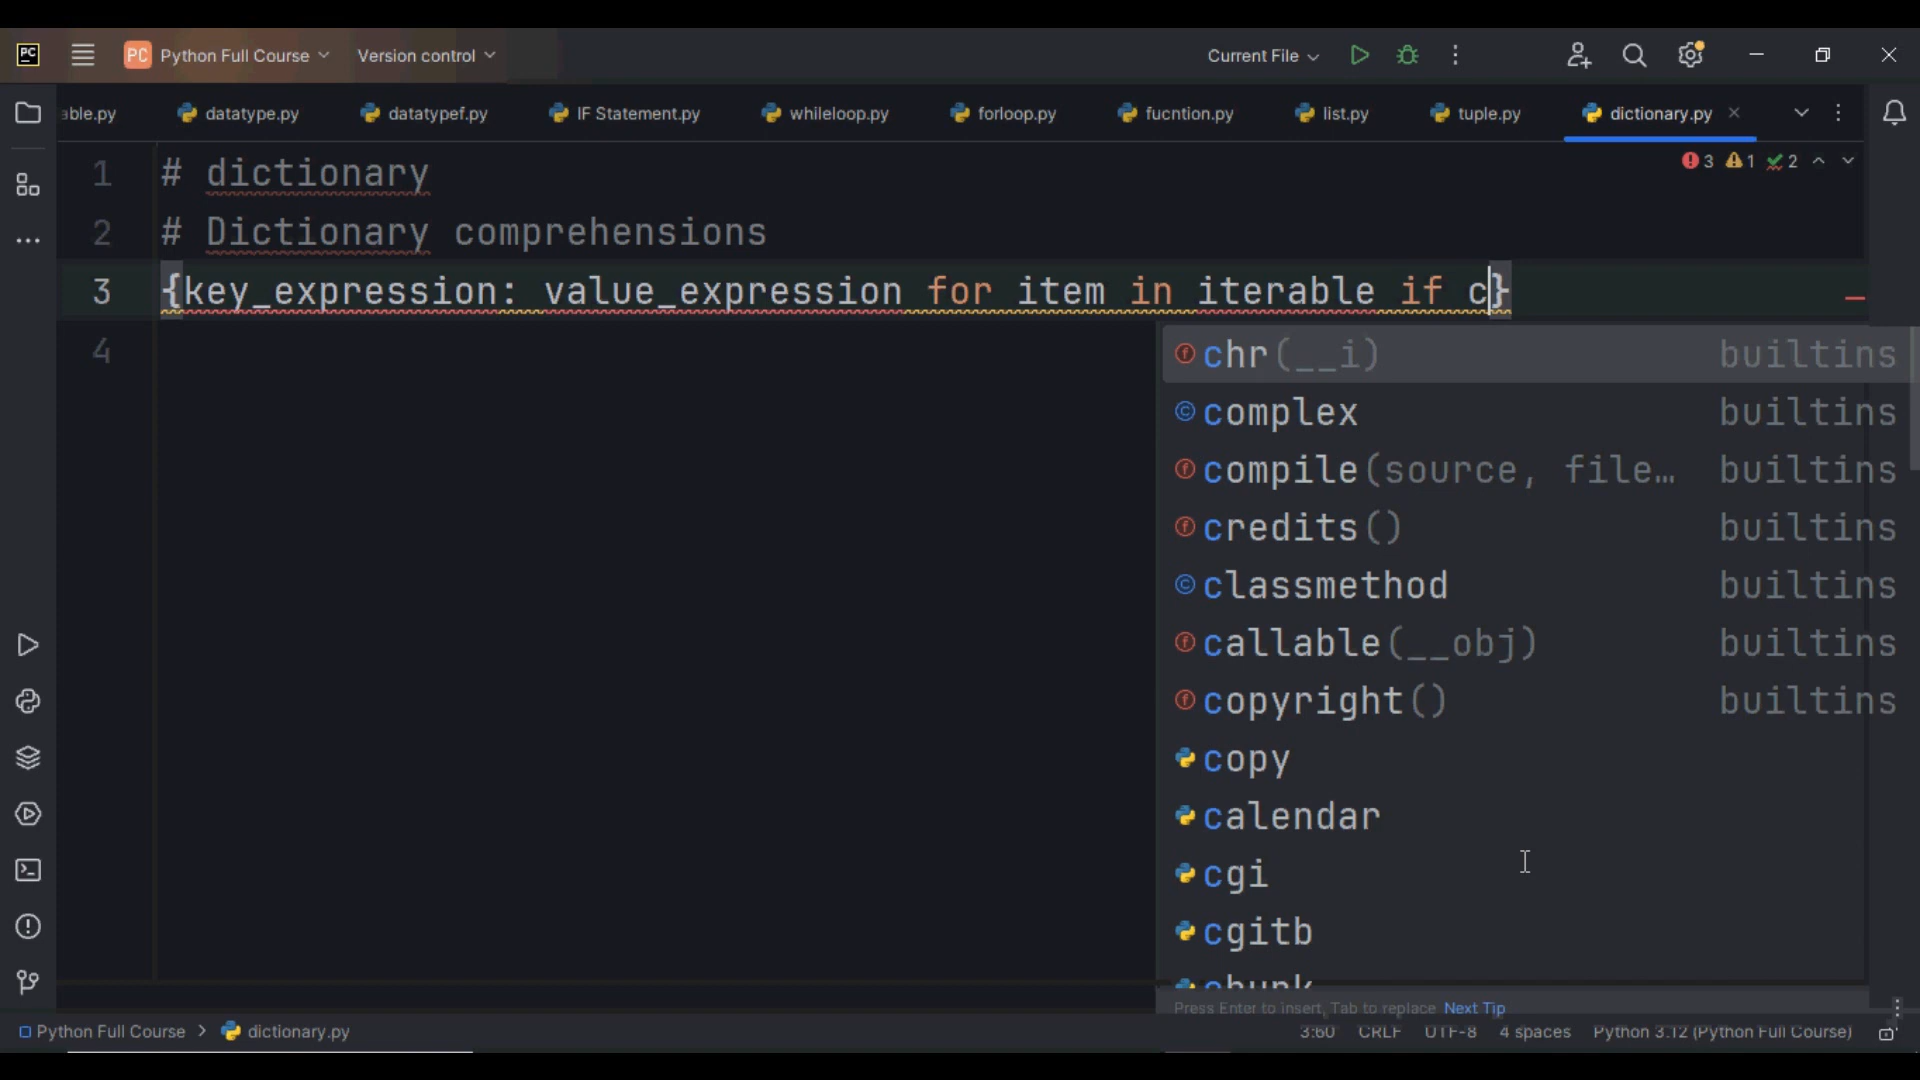 PC PC Python Full Course Version control Current File
able.py datatype.py datatypef.py IF Statement.py whileloop.py forloop.py fucntion.py list.py tuple.py dictionary.py
3 1 2
1 # dictionary
2 # Dictionary comprehensions
3 {key_expression: value_expression for item in iterable if c}
4
chr(__i) builtins
complex builtins
compile(source, file… builtins
credits() builtins
classmethod builtins
callable(__obj) builtins
copyright() builtins
copy
calendar
cgi
cgitb
chunk
Press Enter to insert, Tab to replace Next Tip
Python Full Course > dictionary.py 3:60 CRLF UTF-8 4 spaces Python 3.12 (Python Full Course)